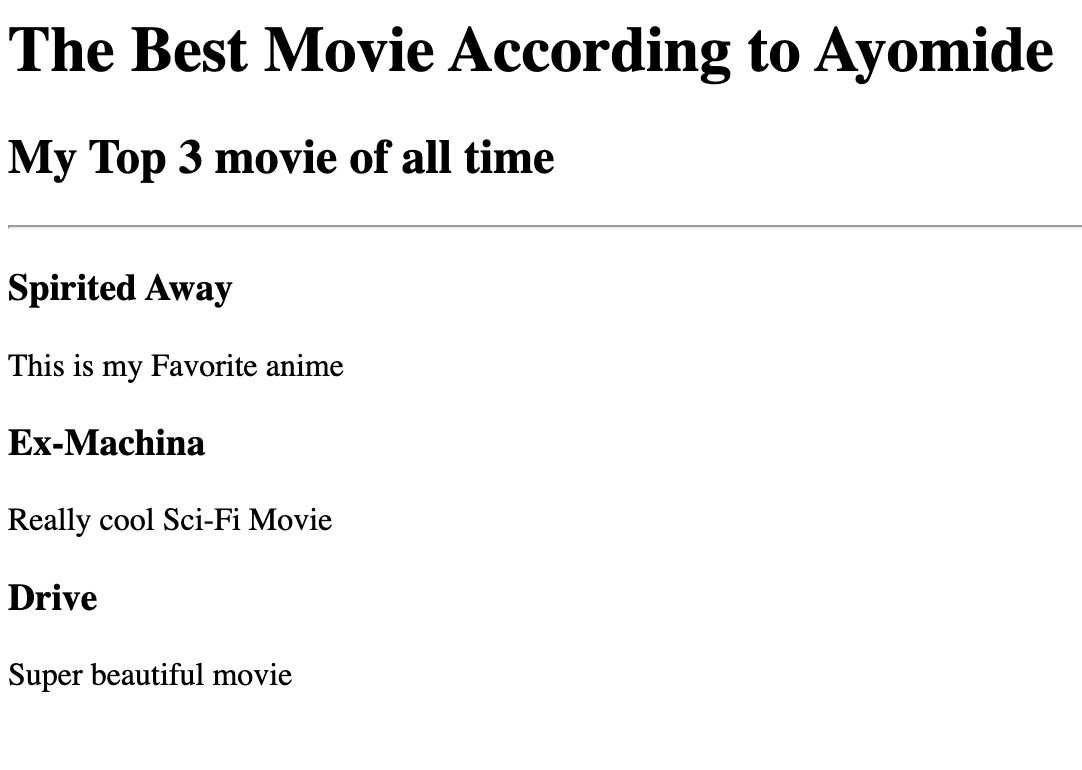 The Best Movie According to Ayomide
My Top 3 movie of all time
Spirited Away
This is my Favorite anime
Ex-Machina
Really cool Sci-Fi Movie
Drive
Super beautiful movie